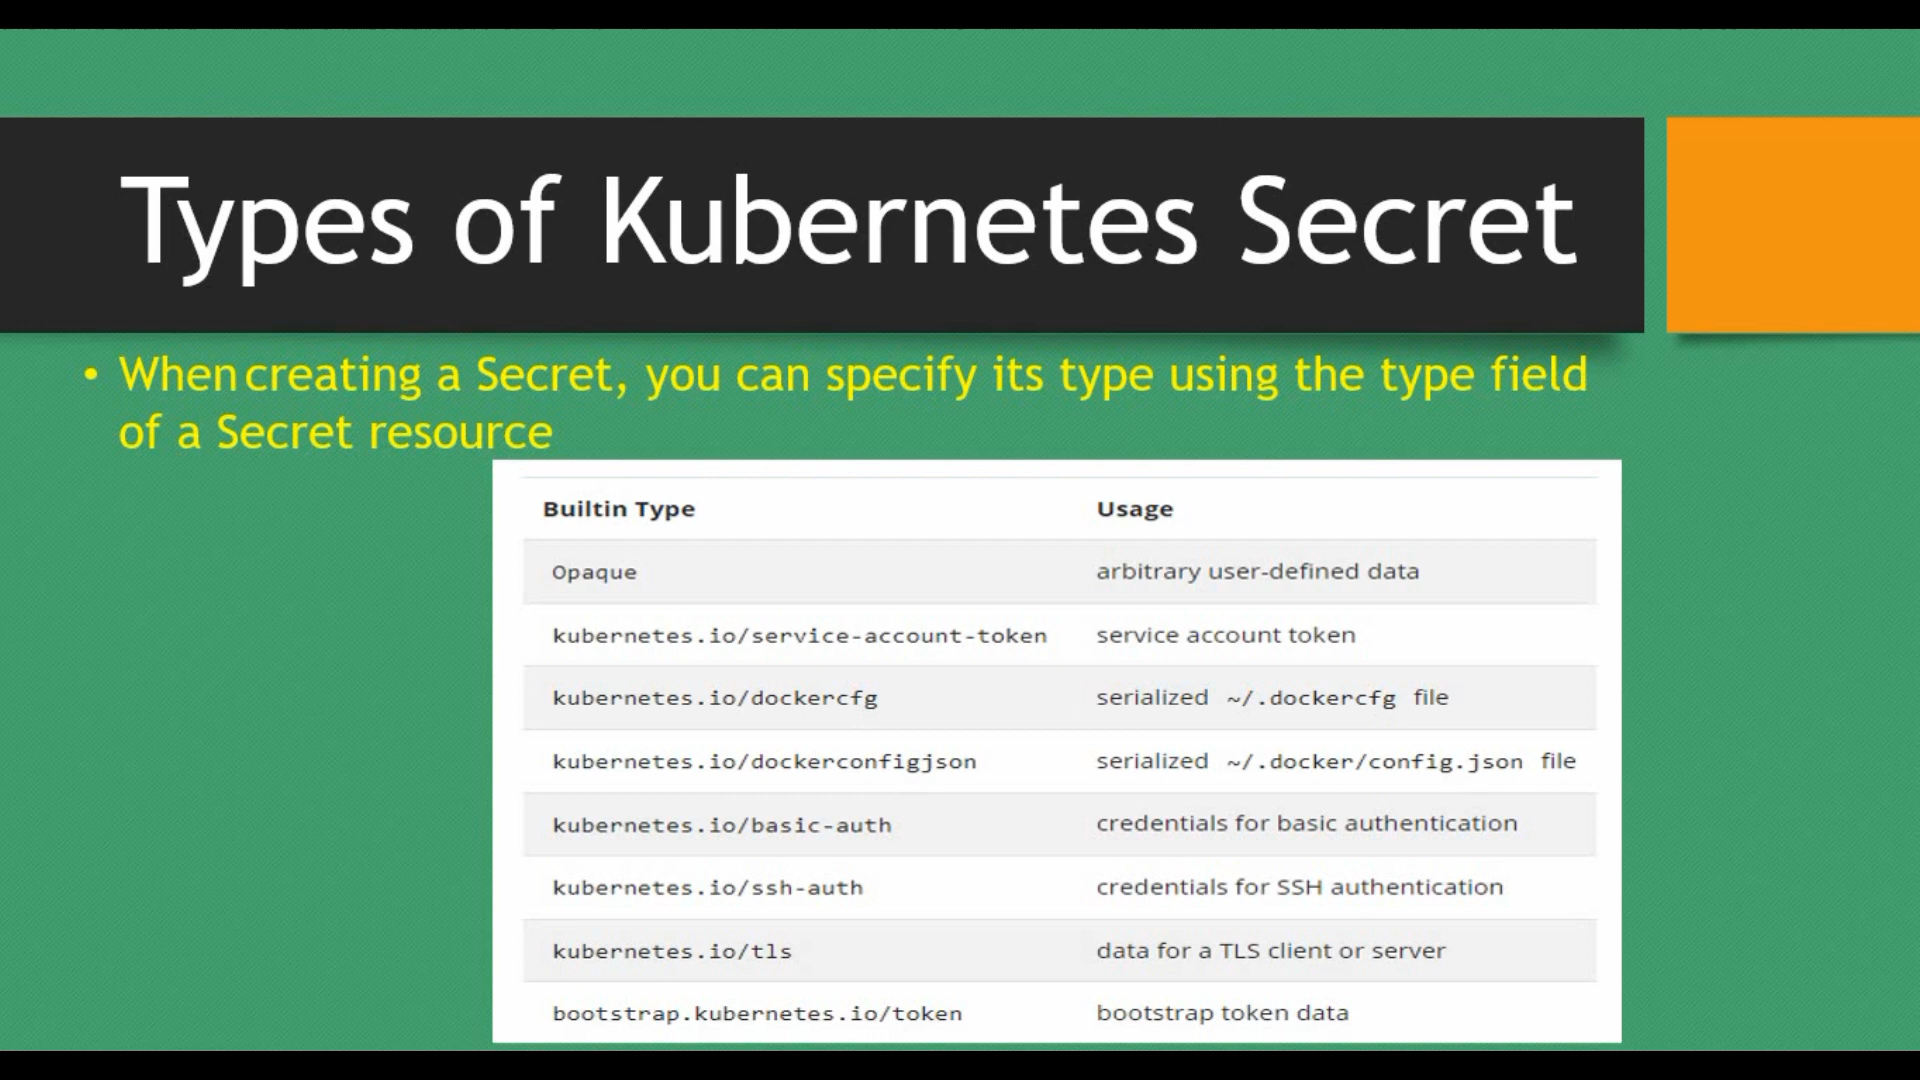 Types of Kubernetes Secret
• When creating a Secret, you can specify its type using the type field
of a Secret resource
Builtin Type Usage
Opaque arbitrary user-defined data
kubernetes.io/service-account-token service account token
kubernetes.io/dockercfg serialized ~/.dockercfg file
kubernetes.io/dockerconfigjson serialized ~/.docker/config.json file
kubernetes.io/basic-auth credentials for basic authentication
kubernetes.io/ssh-auth credentials for SSH authentication
kubernetes.io/tls data for a TLS client or server
bootstrap.kubernetes.io/token bootstrap token data